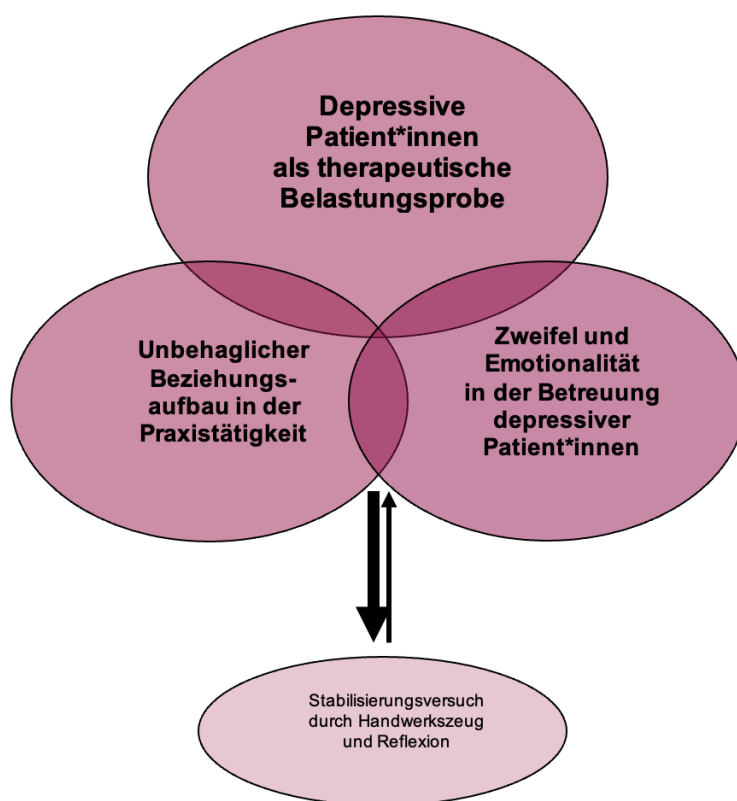 Depressive
Patient*innen
als therapeutische
Belastungsprobe
Unbehaglicher
Beziehungs-
aufbau in der
Praxistätigkeit
Zweifel und
Emotionalität
in der Betreuung
depressiver
Patient*innen
Stabilisierungsversuch
durch Handwerkszeug
und Reflexion